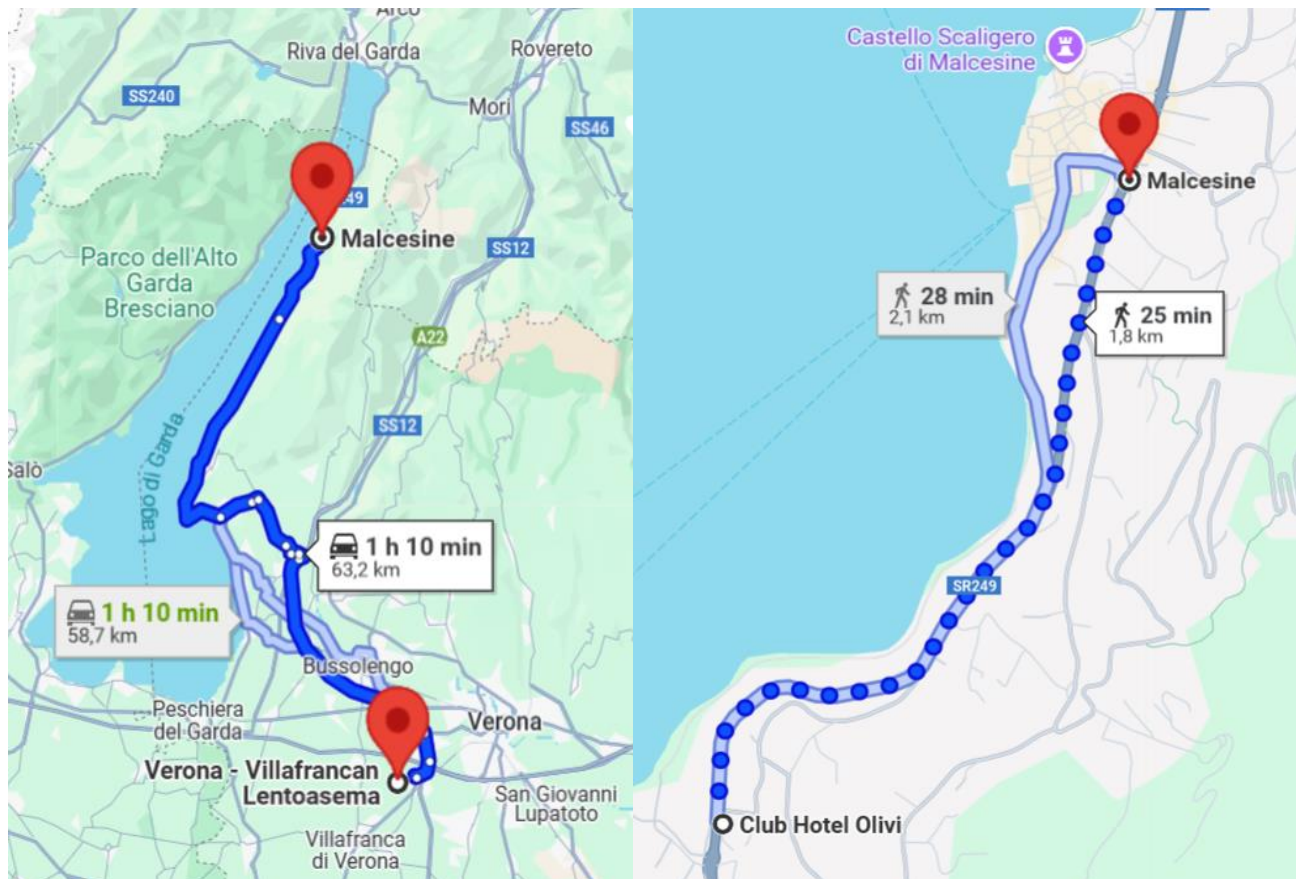 Arco
Riva del Garda
Rovereto
SS240
Mori
SS46
249
Malcesine
Parco dell'Alto
Garda
Bresciano
SS12
A22
Lago di Garda
SS12
Salò
1 h 10 min
63,2 km
1 h 10 min
58,7 km
Bussolengo
Peschiera
del Garda
Verona
Verona - Villafrancan
Lentoasema
San Giovanni
Lupatoto
Villafranca
di Verona
Castello Scaligero
di Malcesine
Malcesine
28 min
2,1 km
25 min
1,8 km
SR249
Club Hotel Olivi